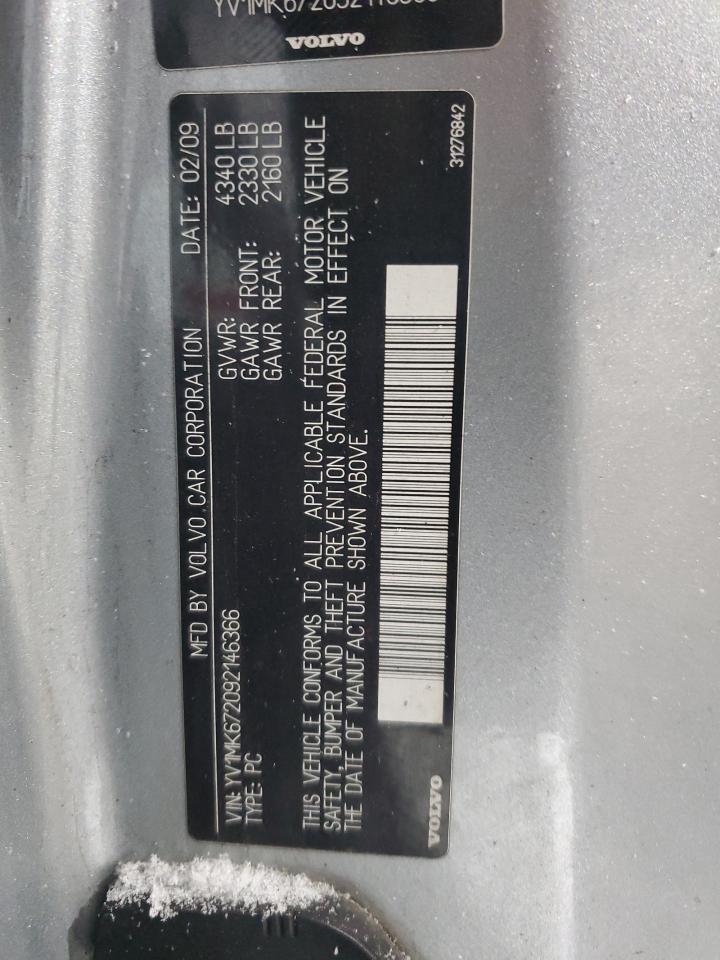 VOLVO
MFD BY VOLVO CAR CORPORATION DATE: 02/09
VIN: YV1MK672092146366 GVWR: 4340 LB
TYPE: PC GAWR FRONT: 2330 LB
GAWR REAR: 2160 LB
THIS VEHICLE CONFORMS TO ALL APPLICABLE FEDERAL MOTOR VEHICLE
SAFETY, BUMPER AND THEFT PREVENTION STANDARDS IN EFFECT ON
THE DATE OF MANUFACTURE SHOWN ABOVE.
VOLVO 31276842